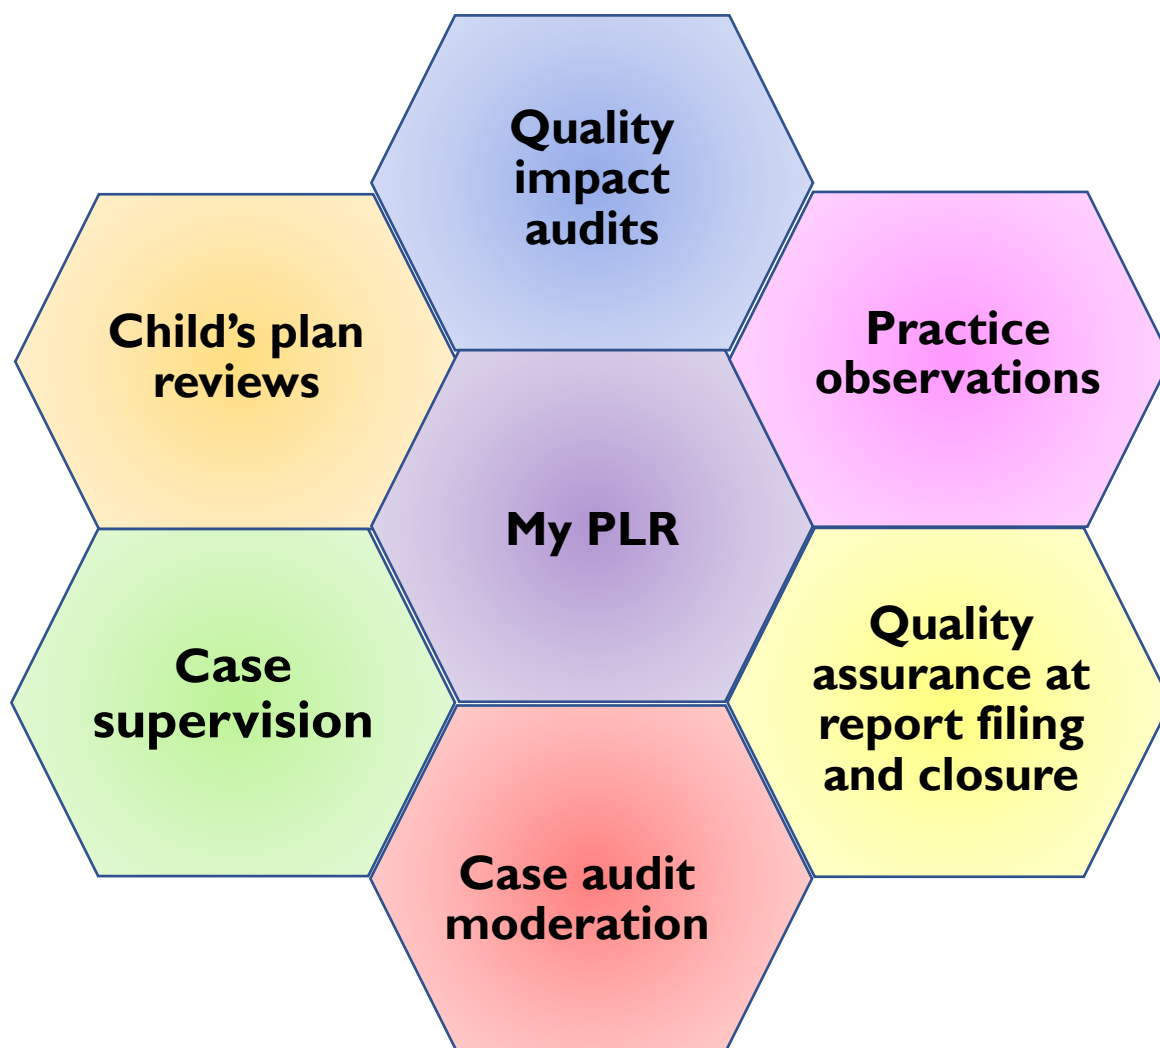 Quality
impact
audits
Child’s plan
reviews
Practice
observations
My PLR
Case
supervision
Quality
assurance at
report filing
and closure
Case audit
moderation